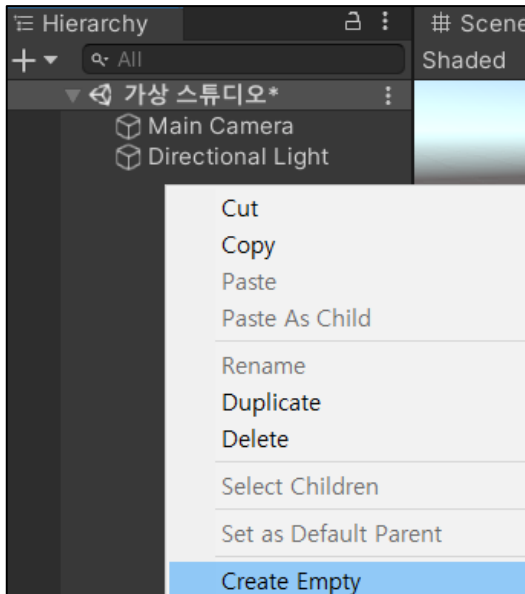 Hierarchy
# Scene
All
Shaded
가상 스튜디오*
Main Camera
Directional Light
Cut
Copy
Paste
Paste As Child
Rename
Duplicate
Delete
Select Children
Set as Default Parent
Create Empty